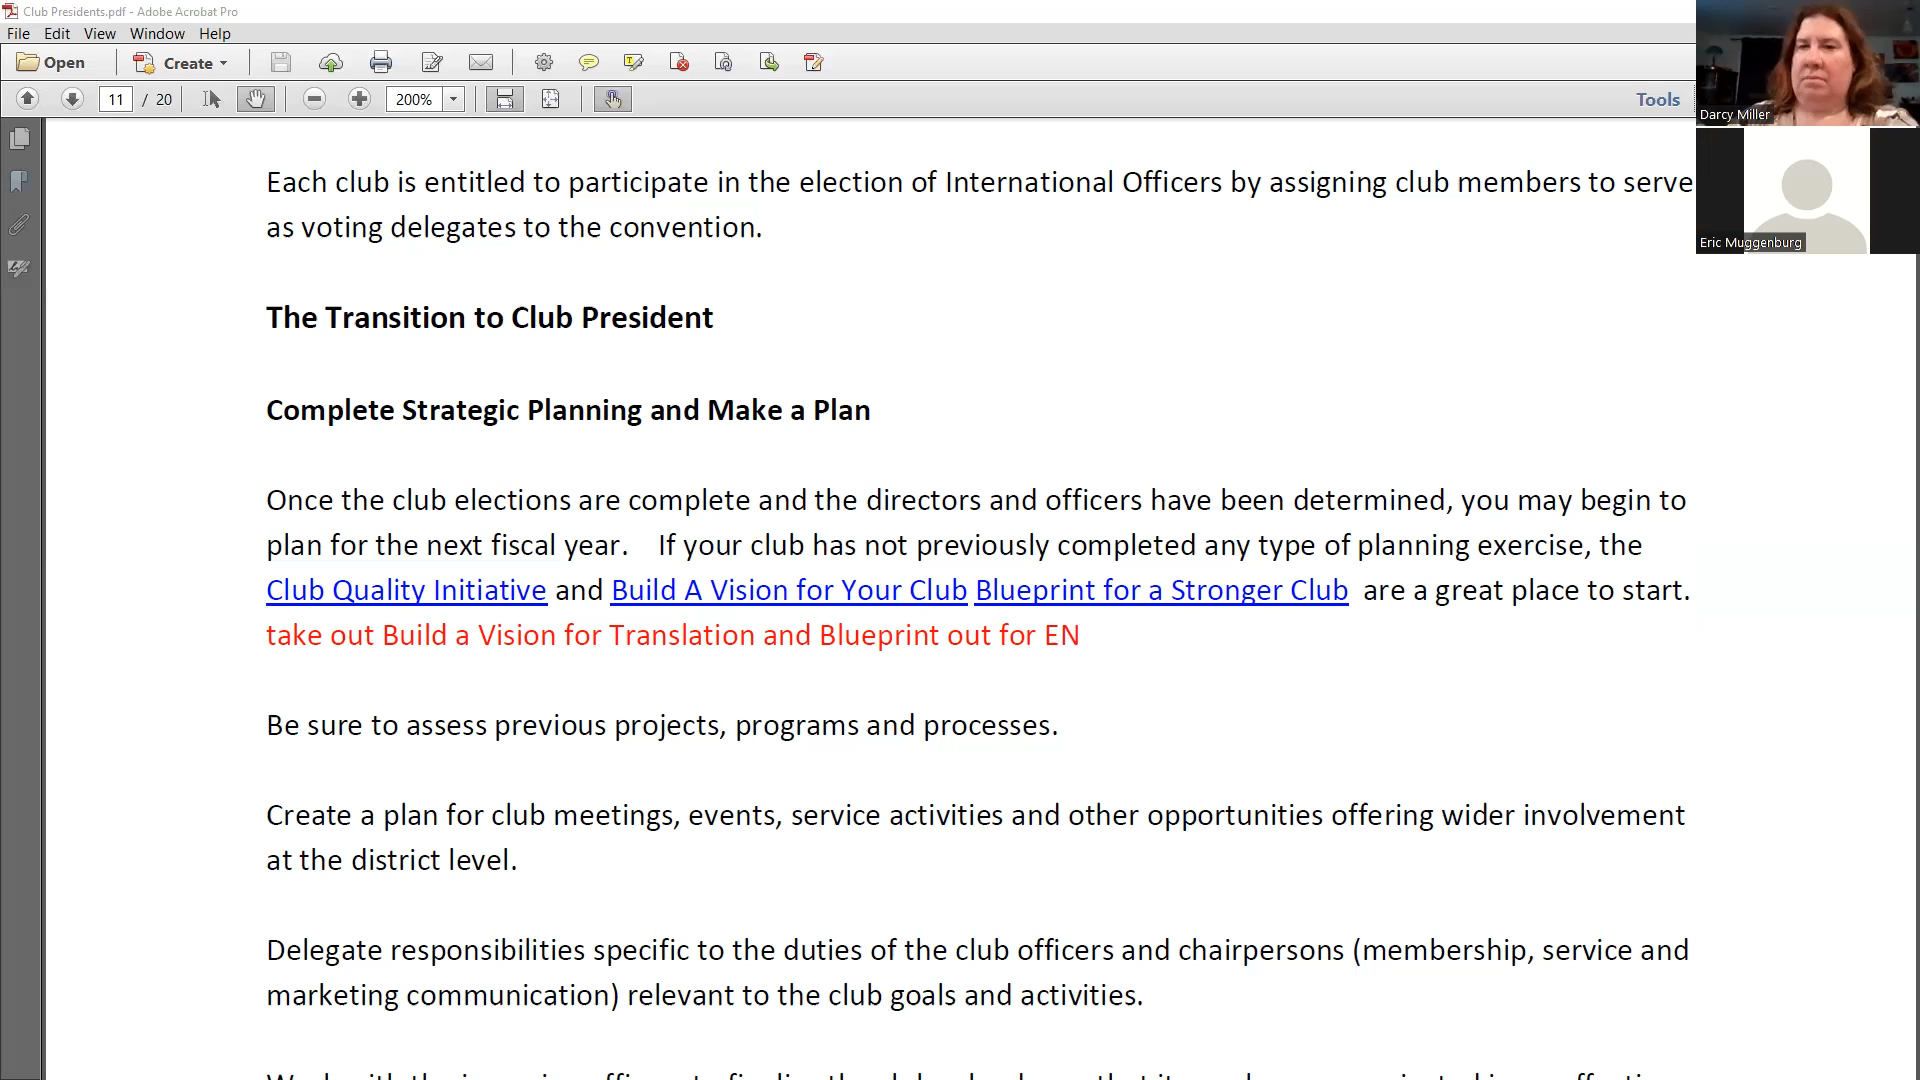 Club Presidents.pdf - Adobe Acrobat Pro
File Edit View Window Help
Open Create
11 / 20 200% Tools
Darcy Miller
Eric Muggenburg
Each club is entitled to participate in the election of International Officers by assigning club members to serve
as voting delegates to the convention.
The Transition to Club President
Complete Strategic Planning and Make a Plan
Once the club elections are complete and the directors and officers have been determined, you may begin to
plan for the next fiscal year. If your club has not previously completed any type of planning exercise, the
Club Quality Initiative and Build A Vision for Your Club Blueprint for a Stronger Club are a great place to start.
take out Build a Vision for Translation and Blueprint out for EN
Be sure to assess previous projects, programs and processes.
Create a plan for club meetings, events, service activities and other opportunities offering wider involvement
at the district level.
Delegate responsibilities specific to the duties of the club officers and chairpersons (membership, service and
marketing communication) relevant to the club goals and activities.